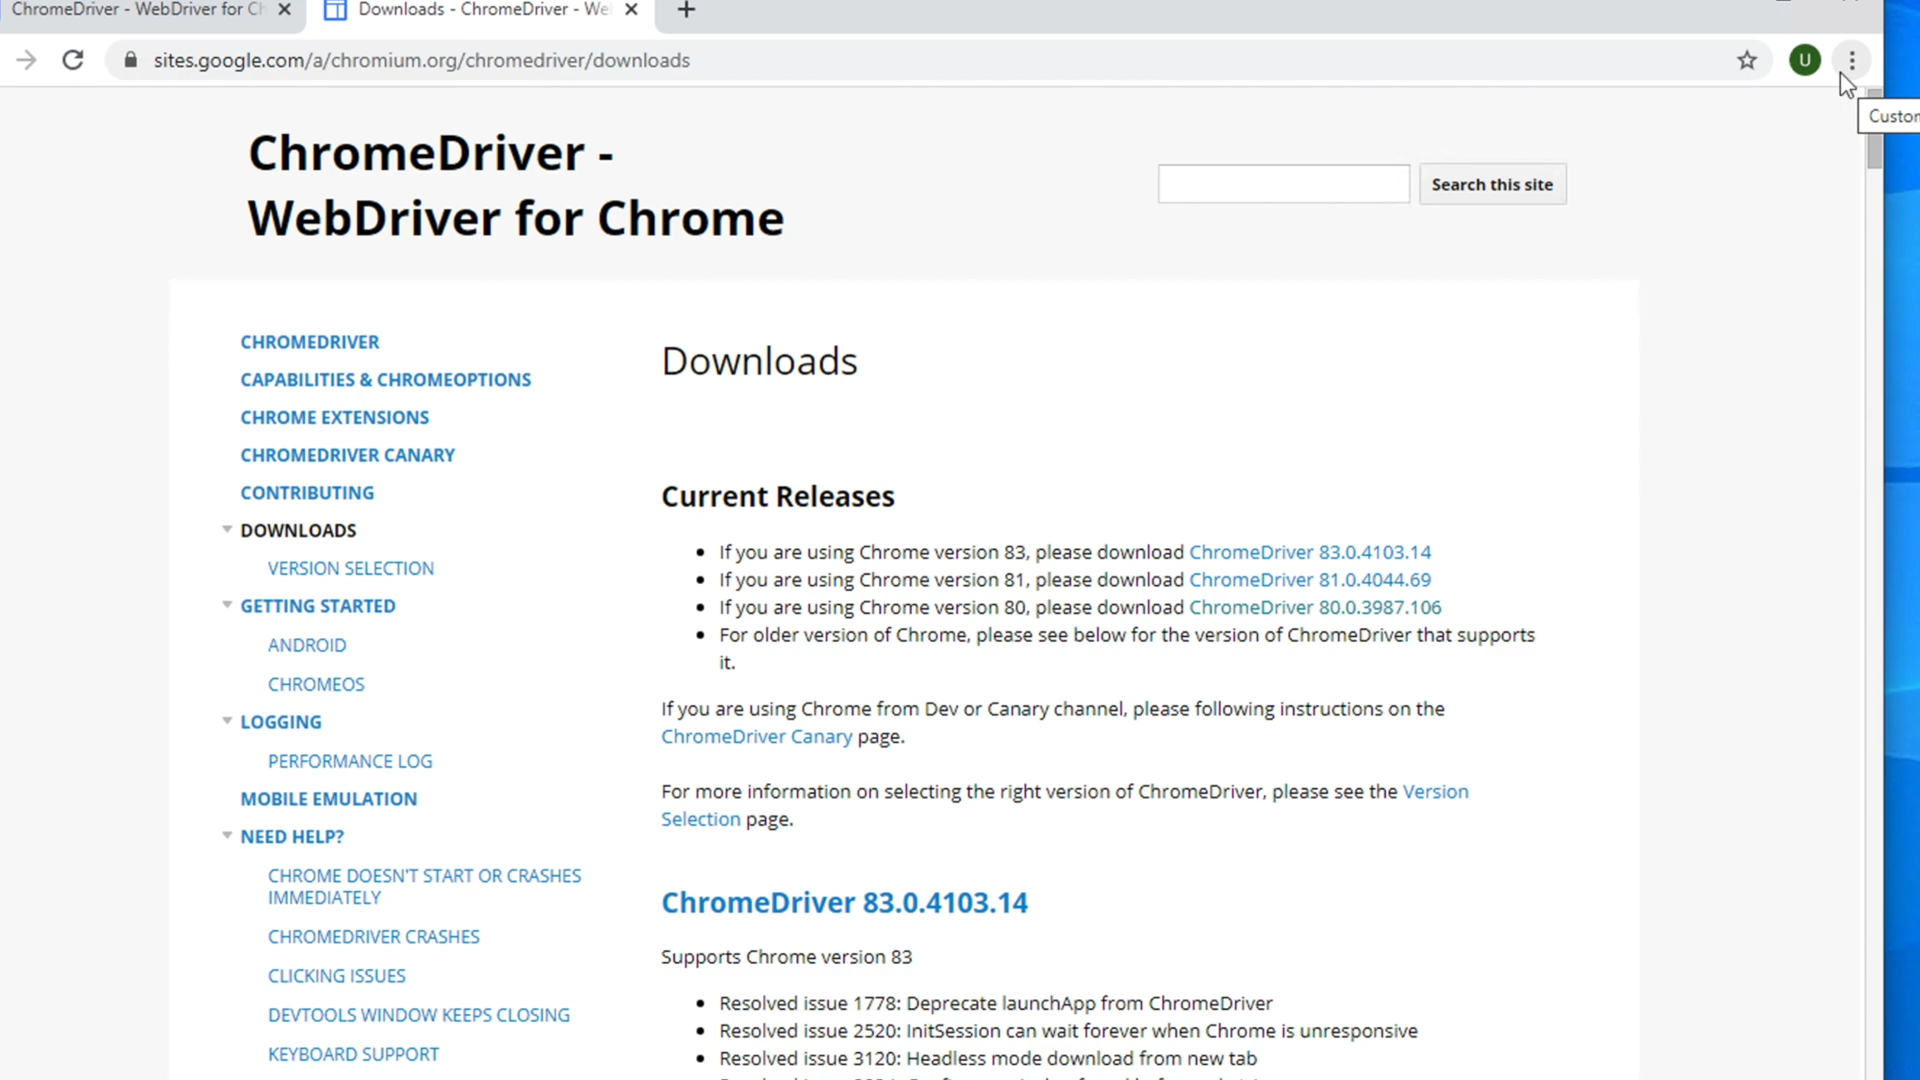 ChromeDriver - WebDriver for Ch
Downloads - ChromeDriver - We
sites.google.com/a/chromium.org/chromedriver/downloads
U
Custom
ChromeDriver -
WebDriver for Chrome
Search this site
CHROMEDRIVER
CAPABILITIES & CHROMEOPTIONS
CHROME EXTENSIONS
CHROMEDRIVER CANARY
CONTRIBUTING
DOWNLOADS
VERSION SELECTION
GETTING STARTED
ANDROID
CHROMEOS
LOGGING
PERFORMANCE LOG
MOBILE EMULATION
NEED HELP?
CHROME DOESN'T START OR CRASHES
IMMEDIATELY
CHROMEDRIVER CRASHES
CLICKING ISSUES
DEVTOOLS WINDOW KEEPS CLOSING
KEYBOARD SUPPORT
Downloads
Current Releases
If you are using Chrome version 83, please download ChromeDriver 83.0.4103.14
If you are using Chrome version 81, please download ChromeDriver 81.0.4044.69
If you are using Chrome version 80, please download ChromeDriver 80.0.3987.106
For older version of Chrome, please see below for the version of ChromeDriver that supports
it.
If you are using Chrome from Dev or Canary channel, please following instructions on the
ChromeDriver Canary page.
For more information on selecting the right version of ChromeDriver, please see the Version
Selection page.
ChromeDriver 83.0.4103.14
Supports Chrome version 83
Resolved issue 1778: Deprecate launchApp from ChromeDriver
Resolved issue 2520: InitSession can wait forever when Chrome is unresponsive
Resolved issue 3120: Headless mode download from new tab